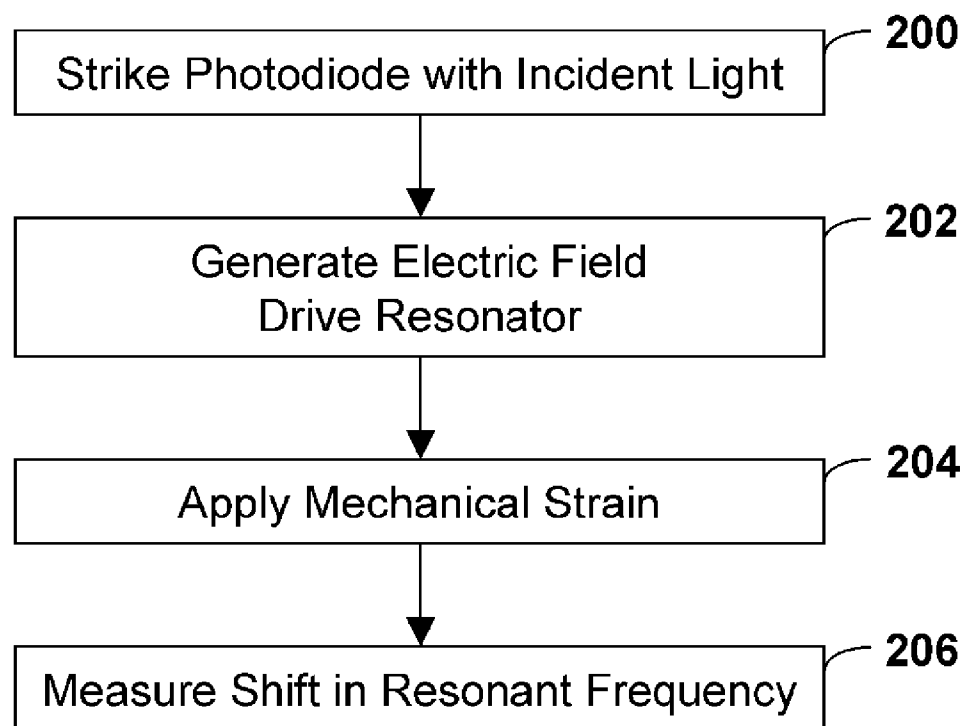 200
Strike Photodiode with Incident Light
202
Generate Electric Field
Drive Resonator
204
Apply Mechanical Strain
206
Measure Shift in Resonant Frequency